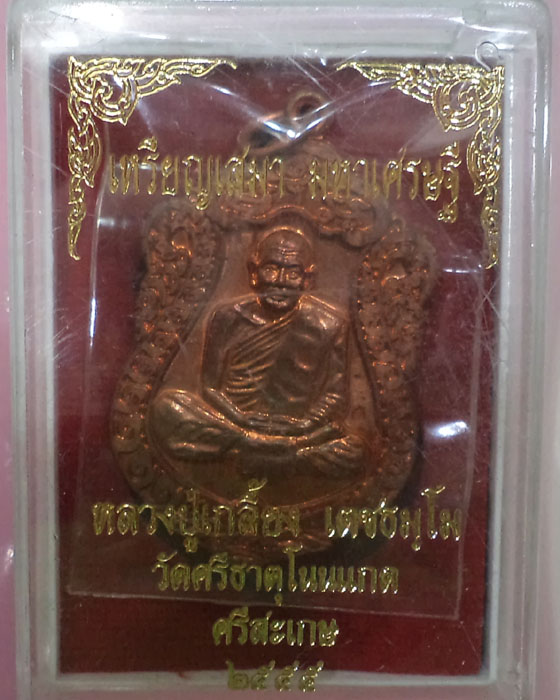 เหรียญเสมา มหาเศรษฐี
หลวงปู่เกลี้ยง เตชธมฺโม
วัดศรีธาตุโนนแกด
ศรีสะเกษ
๒๕๕๕